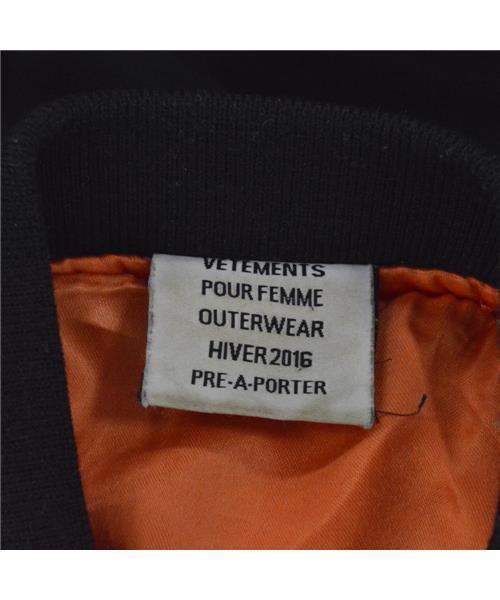 VETEMENTS
POUR FEMME
OUTERWEAR
HIVER 2016
PRE-A-PORTER